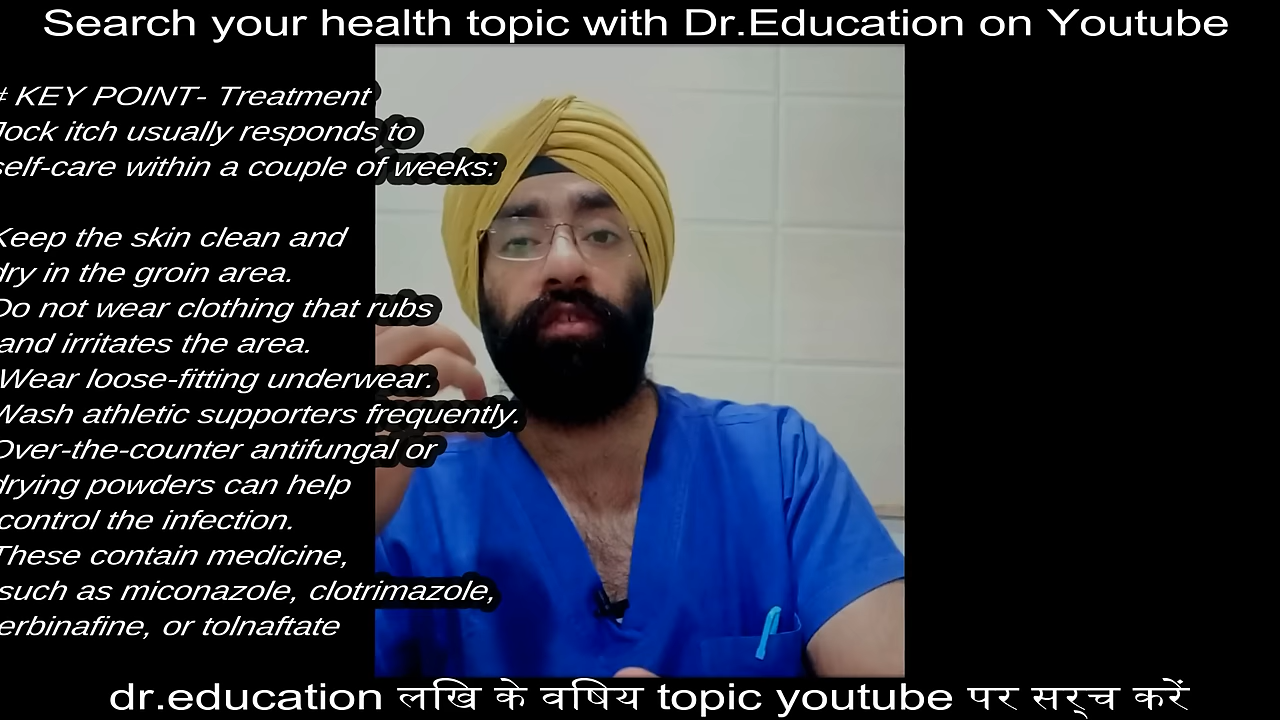 Search your health topic with Dr.Education on Youtube
# KEY POINT- Treatment
Jock itch usually responds to
self-care within a couple of weeks:
Keep the skin clean and
dry in the groin area.
Do not wear clothing that rubs
and irritates the area.
Wear loose-fitting underwear.
Wash athletic supporters frequently.
Over-the-counter antifungal or
drying powders can help
control the infection.
These contain medicine,
such as miconazole, clotrimazole,
erbinafine, or tolnaftate
dr.education लखि के वषिय topic youtube पर सर्च करें